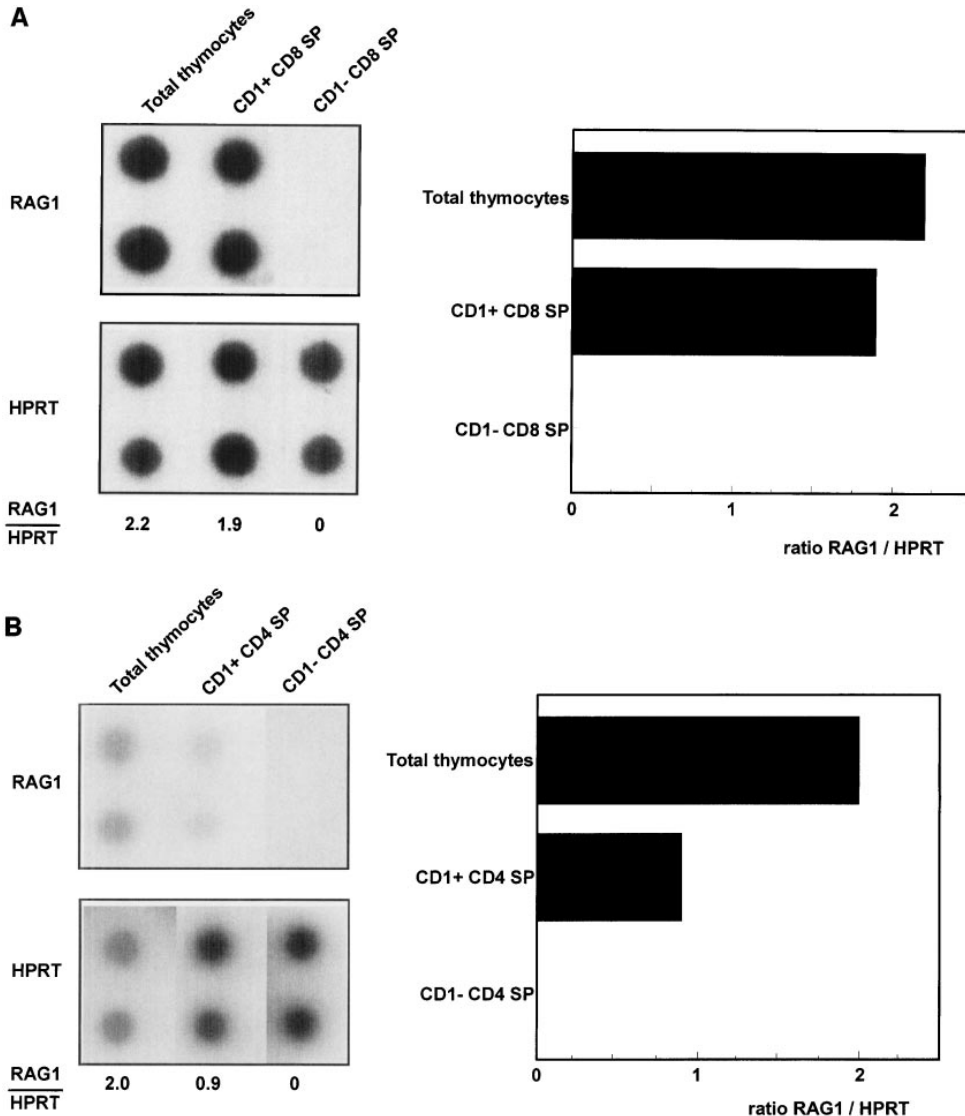 A
Total thymocytes
CD1+ CD8 SP
CD1- CD8 SP
RAG1
HPRT
RAG1
HPRT
2.2 1.9 0
Total thymocytes
CD1+ CD8 SP
CD1- CD8 SP
0 1 2
ratio RAG1 / HPRT
B
Total thymocytes
CD1+ CD4 SP
CD1- CD4 SP
RAG1
HPRT
RAG1
HPRT
2.0 0.9 0
Total thymocytes
CD1+ CD4 SP
CD1- CD4 SP
0 1 2
ratio RAG1 / HPRT